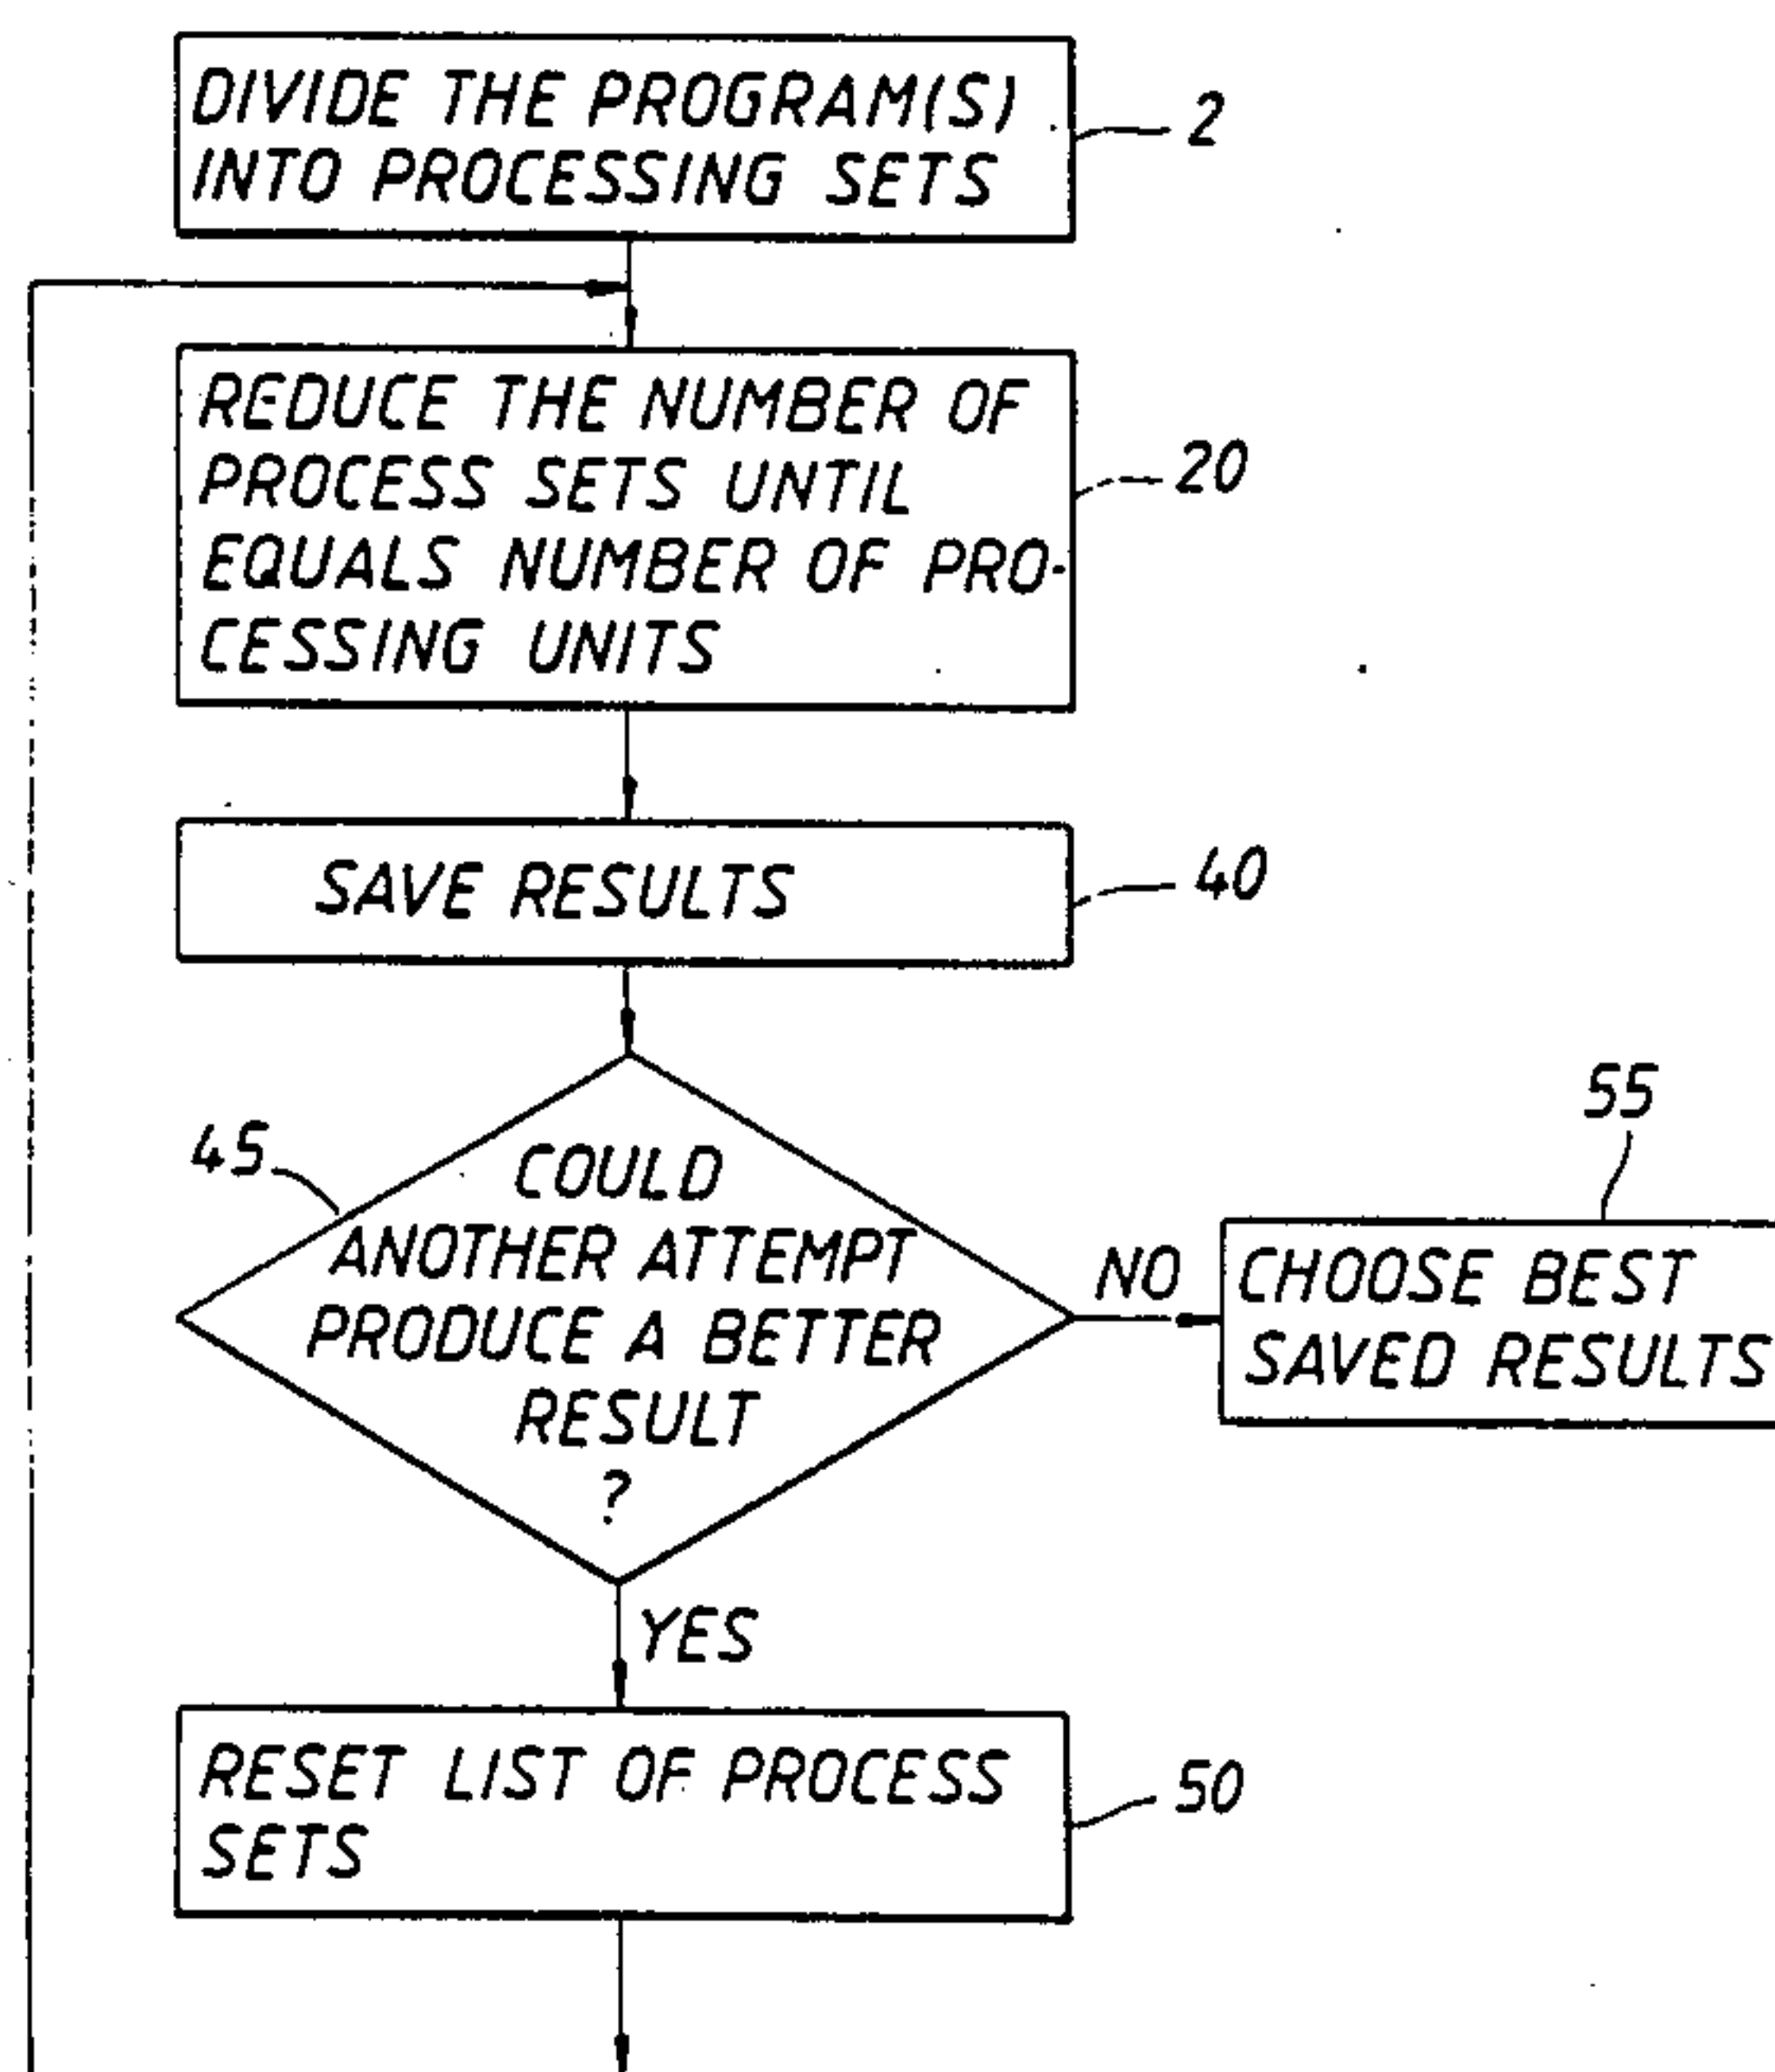 DIVIDE THE PROGRAM(S)
INTO PROCESSING SETS
2
REDUCE THE NUMBER OF
PROCESS SETS UNTIL
EQUALS NUMBER OF PRO-
CESSING UNITS
20
SAVE RESULTS
40
45
COULD
ANOTHER ATTEMPT
PRODUCE A BETTER
RESULT
?
NO
55
CHOOSE BEST
SAVED RESULTS
YES
RESET LIST OF PROCESS
SETS
50